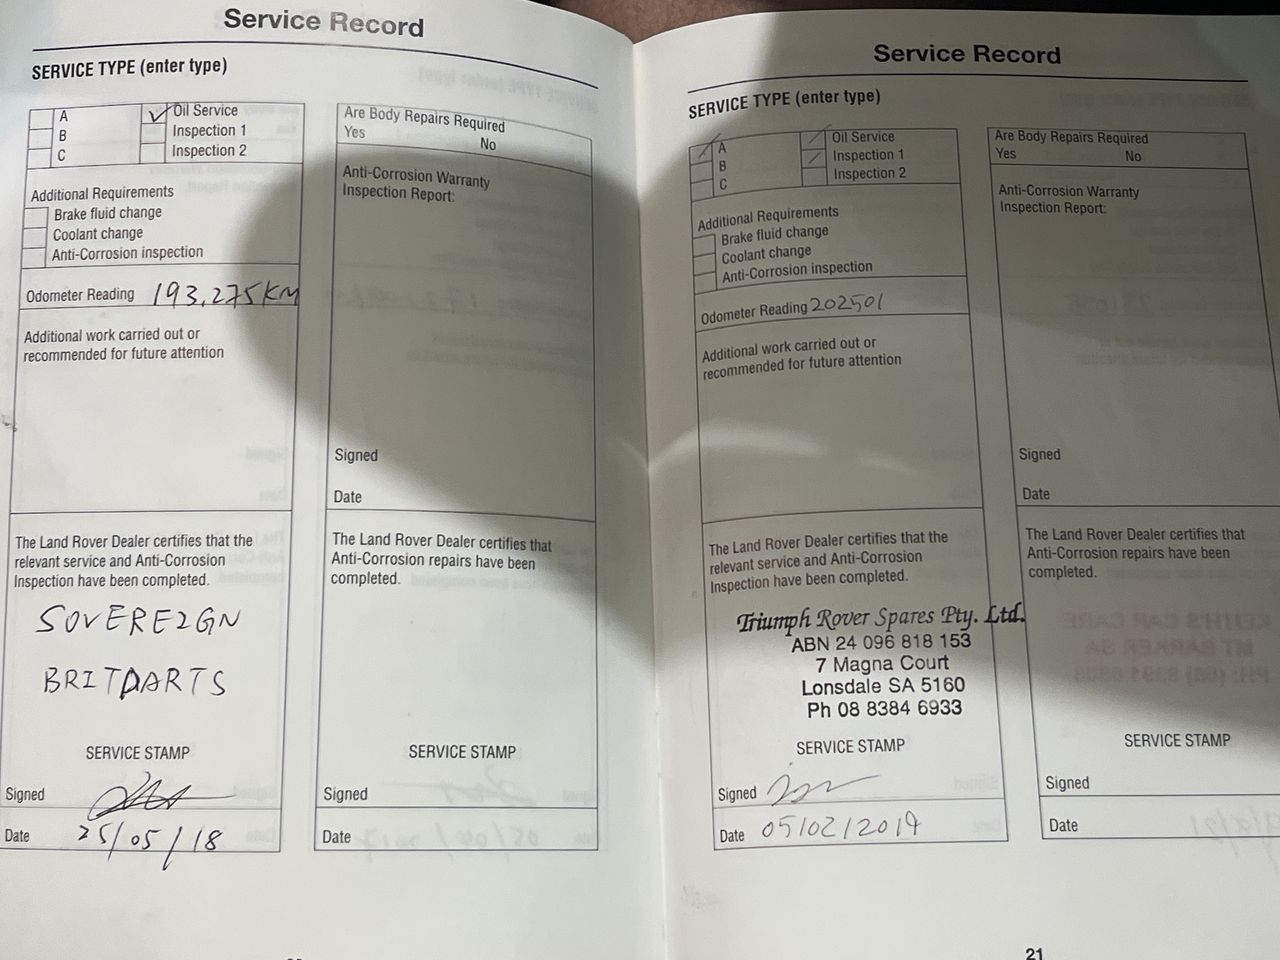 Service Record
SERVICE TYPE (enter type)
A
B
C
Oil Service
Inspection 1
Inspection 2
Additional Requirements
Brake fluid change
Coolant change
Anti-Corrosion inspection
Odometer Reading 193,275KM
Additional work carried out or
recommended for future attention
The Land Rover Dealer certifies that the
relevant service and Anti-Corrosion
Inspection have been completed.
SOVEREIGN
BRITPARTS
SERVICE STAMP
Signed
Date 25/05/18
Are Body Repairs Required
Yes No
Anti-Corrosion Warranty
Inspection Report:
Signed
Date
The Land Rover Dealer certifies that
Anti-Corrosion repairs have been
completed.
SERVICE STAMP
Signed
Date
Service Record
SERVICE TYPE (enter type)
A
B
C
Oil Service
Inspection 1
Inspection 2
Additional Requirements
Brake fluid change
Coolant change
Anti-Corrosion inspection
Odometer Reading 202501
Additional work carried out or
recommended for future attention
The Land Rover Dealer certifies that the
relevant service and Anti-Corrosion
Inspection have been completed.
Triumph Rover Spares Pty. Ltd.
ABN 24 096 818 153
7 Magna Court
Lonsdale SA 5160
Ph 08 8384 6933
SERVICE STAMP
Signed
Date 05/02/2019
Are Body Repairs Required
Yes No
Anti-Corrosion Warranty
Inspection Report:
Signed
Date
The Land Rover Dealer certifies that
Anti-Corrosion repairs have been
completed.
SERVICE STAMP
Signed
Date
21